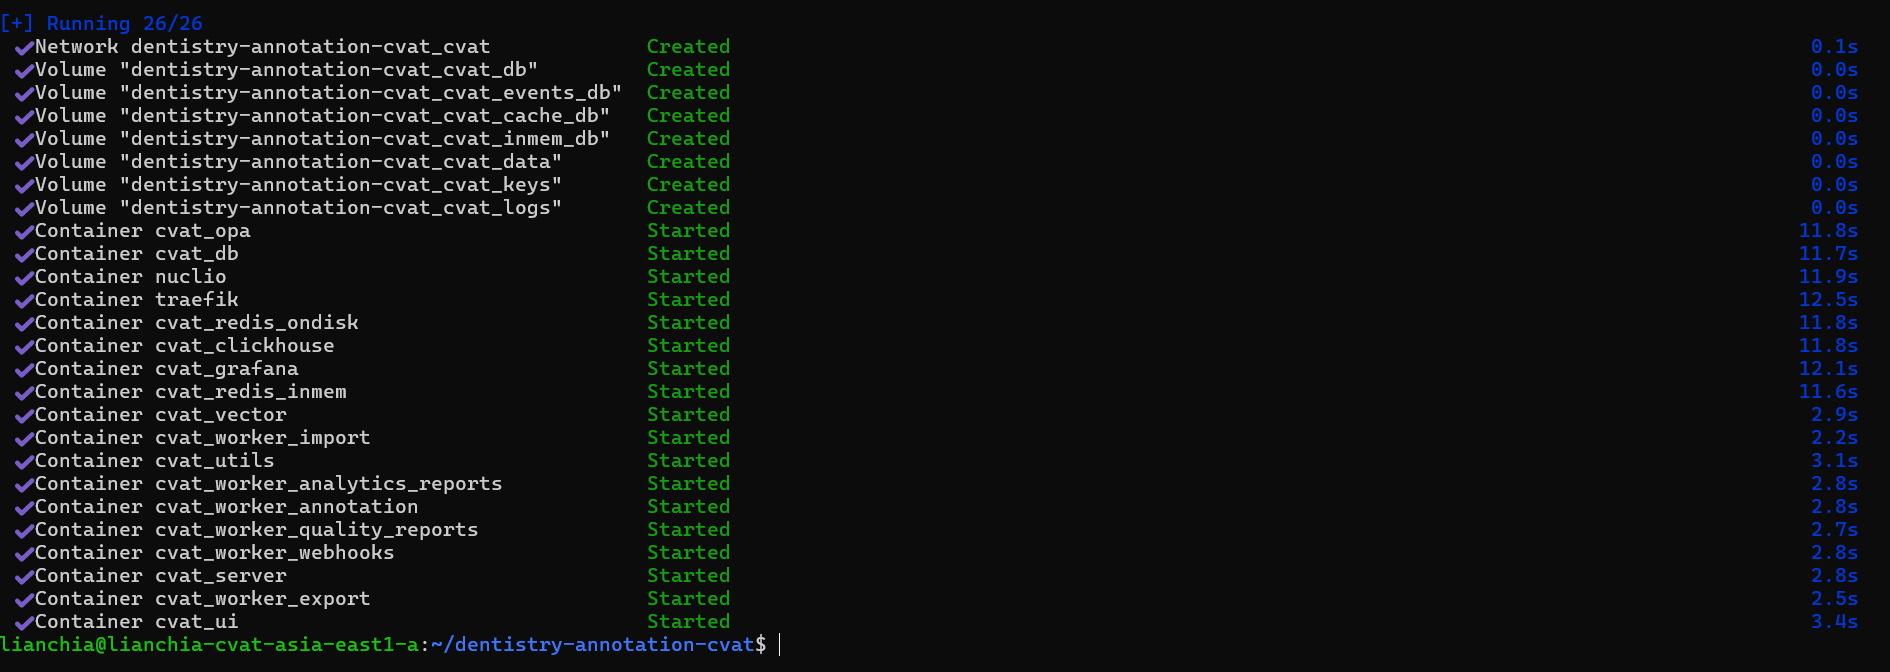 [+] Running 26/26
✔Network dentistry-annotation-cvat_cvat Created 0.1s
✔Volume "dentistry-annotation-cvat_cvat_db" Created 0.0s
✔Volume "dentistry-annotation-cvat_cvat_events_db" Created 0.0s
✔Volume "dentistry-annotation-cvat_cvat_cache_db" Created 0.0s
✔Volume "dentistry-annotation-cvat_cvat_inmem_db" Created 0.0s
✔Volume "dentistry-annotation-cvat_cvat_data" Created 0.0s
✔Volume "dentistry-annotation-cvat_cvat_keys" Created 0.0s
✔Volume "dentistry-annotation-cvat_cvat_logs" Created 0.0s
✔Container cvat_opa Started 11.8s
✔Container cvat_db Started 11.7s
✔Container nuclio Started 11.9s
✔Container traefik Started 12.5s
✔Container cvat_redis_ondisk Started 11.8s
✔Container cvat_clickhouse Started 11.8s
✔Container cvat_grafana Started 12.1s
✔Container cvat_redis_inmem Started 11.6s
✔Container cvat_vector Started 2.9s
✔Container cvat_worker_import Started 2.2s
✔Container cvat_utils Started 3.1s
✔Container cvat_worker_analytics_reports Started 2.8s
✔Container cvat_worker_annotation Started 2.8s
✔Container cvat_worker_quality_reports Started 2.7s
✔Container cvat_worker_webhooks Started 2.8s
✔Container cvat_server Started 2.8s
✔Container cvat_worker_export Started 2.5s
✔Container cvat_ui Started 3.4s
lianchia@lianchia-cvat-asia-east1-a:~/dentistry-annotation-cvat$